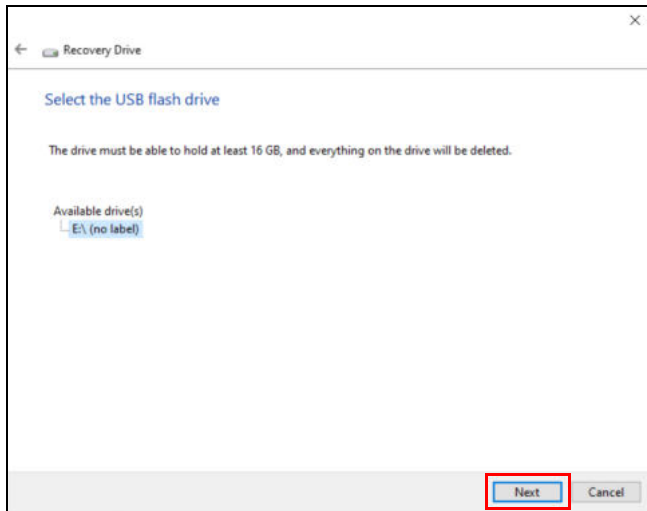 Recovery Drive
Select the USB flash drive
The drive must be able to hold at least 16 GB, and everything on the drive will be deleted.
Available drive(s)
E:\ (no label)
Next Cancel